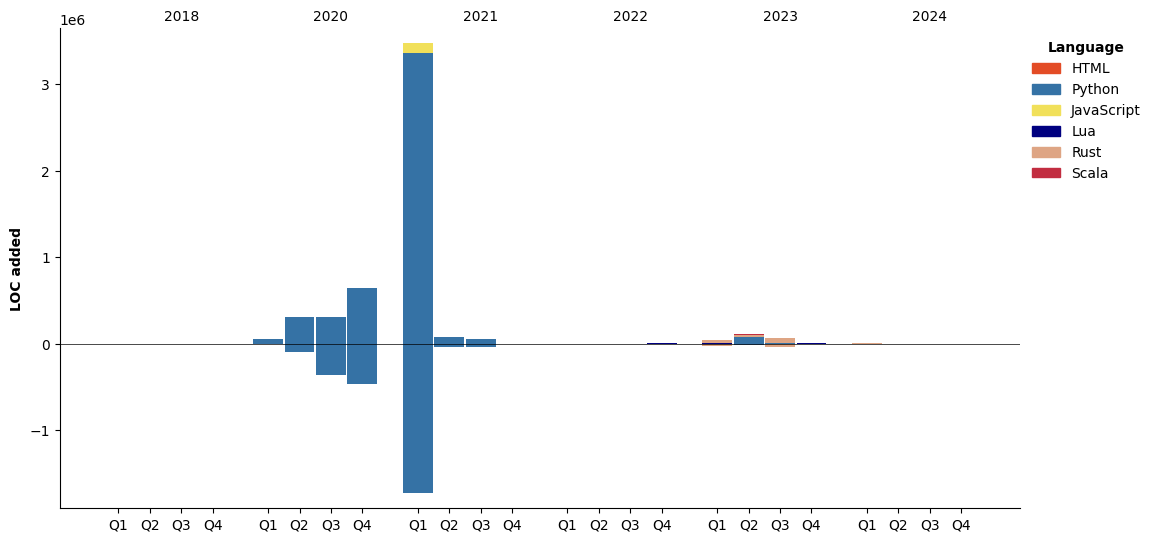 1e6
2018 2020 2021 2022 2023 2024
Language
HTML
Python
JavaScript
Lua
Rust
Scala
LOC added
3
2
1
0
−1
Q1 Q2 Q3 Q4 Q1 Q2 Q3 Q4 Q1 Q2 Q3 Q4 Q1 Q2 Q3 Q4 Q1 Q2 Q3 Q4 Q1 Q2 Q3 Q4